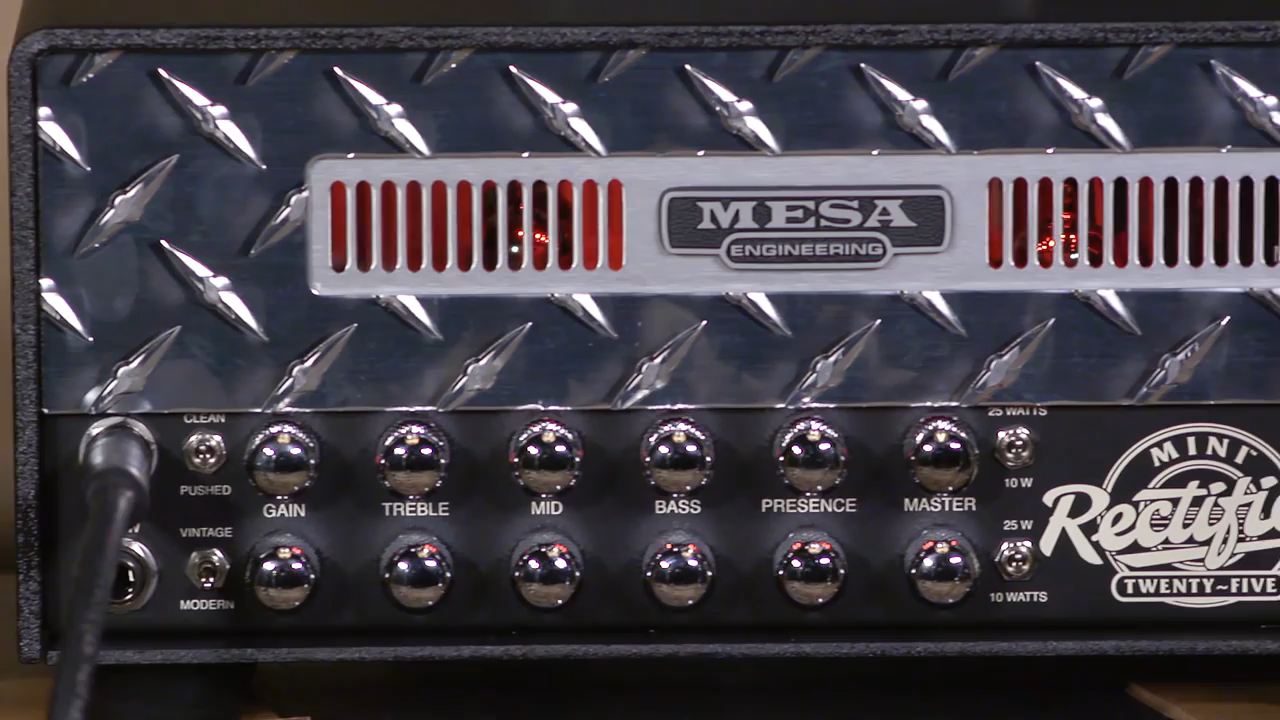 MESA
ENGINEERING
CLEAN
PUSHED
VINTAGE
MODERN
GAIN
TREBLE
MID
BASS
PRESENCE
MASTER
25 WATTS
10 W
25 W
10 WATTS
MINI
Rectifi
TWENTY~FIVE